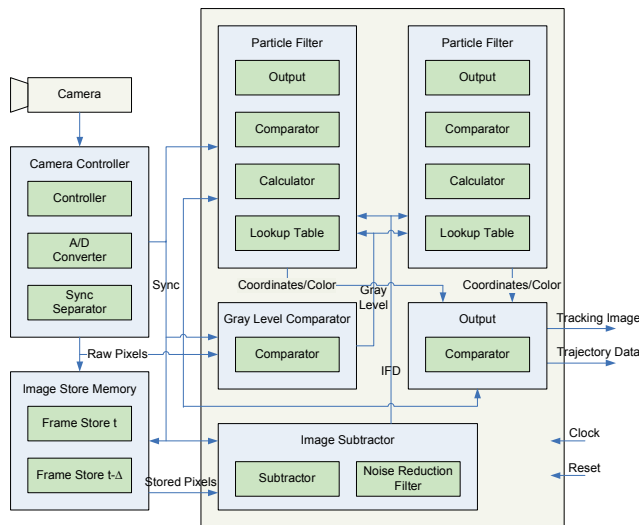 Camera
Camera Controller
Controller
A/D
Converter
Sync
Separator
Image Store Memory
Frame Store t
Frame Store t-Δ
Sync
Raw Pixels
Stored Pixels
Particle Filter
Output
Comparator
Calculator
Lookup Table
Particle Filter
Output
Comparator
Calculator
Lookup Table
Coordinates/Color
Gray
Level
Coordinates/Color
Gray Level Comparator
Comparator
IFD
Output
Comparator
Tracking Image
Trajectory Data
Image Subtractor
Subtractor
Noise Reduction
Filter
Clock
Reset